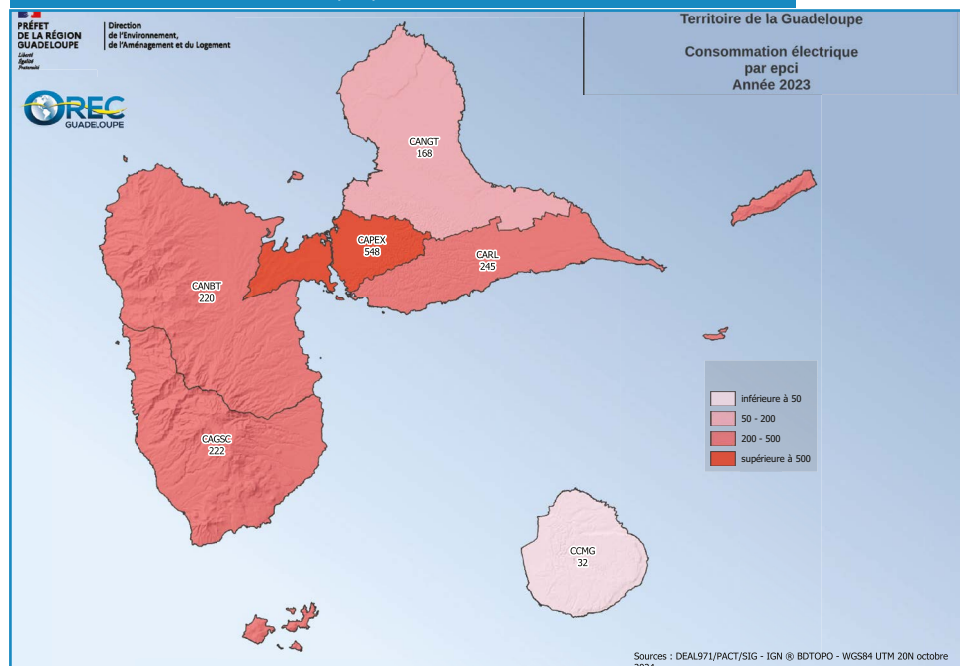 PRÉFET
DE LA RÉGION
GUADELOUPE
Liberté
Égalité
Fraternité
Direction
de l'Environnement,
de l'Aménagement et du Logement
OREC
GUADELOUPE
Territoire de la Guadeloupe
Consommation électrique
par epci
Année 2023
CANGT
168
CAPEX
548
CARL
245
CANBT
220
CAGSC
222
CCMG
32
inférieure à 50
50 - 200
200 - 500
supérieure à 500
Sources : DEAL971/PACT/SIG - IGN ® BDTOPO - WGS84 UTM 20N octobre